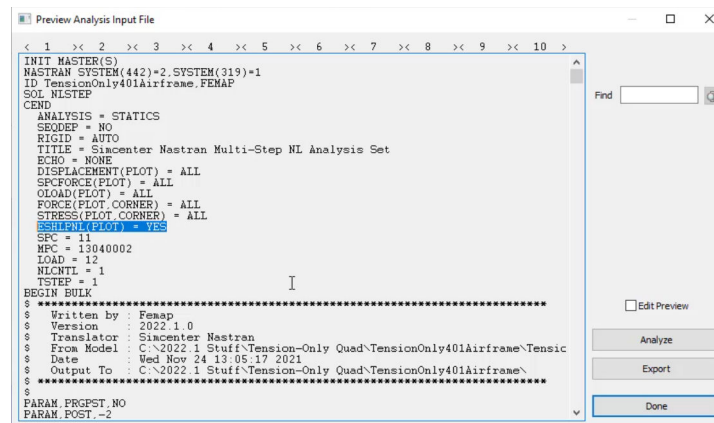 Preview Analysis Input File
< 1 >< 2 >< 3 >< 4 >< 5 >< 6 >< 7 >< 8 >< 9 >< 10 >
INIT MASTER(S)
NASTRAN SYSTEM(442)=2,SYSTEM(319)=1
ID TensionOnly401Airframe,FEMAP
SOL NLSTEP
CEND
ANALYSIS = STATICS
SEQDEP = NO
RIGID = AUTO
TITLE = Simcenter Nastran Multi-Step NL Analysis Set
ECHO = NONE
DISPLACEMENT(PLOT) = ALL
SPCFORCE(PLOT) = ALL
OLOAD(PLOT) = ALL
FORCE(PLOT,CORNER) = ALL
STRESS(PLOT,CORNER) = ALL
ESHLPNL(PLOT) = YES
SPC = 11
MPC = 13040002
LOAD = 12
NLCNTL = 1
TSTEP = 1
BEGIN BULK
$ ***************************************************************************
$ Written by : Femap
$ Version : 2022.1.0
$ Translator : Simcenter Nastran
$ From Model : C:\2022.1 Stuff\Tension-Only Quad\TensionOnly401Airframe\Tensic
$ Date : Wed Nov 24 13:05:17 2021
$ Output To : C:\2022.1 Stuff\Tension-Only Quad\TensionOnly401Airframe\
$ ***************************************************************************
$
PARAM,PRGPST,NO
PARAM,POST,-2
Find
Edit Preview
Analyze
Export
Done